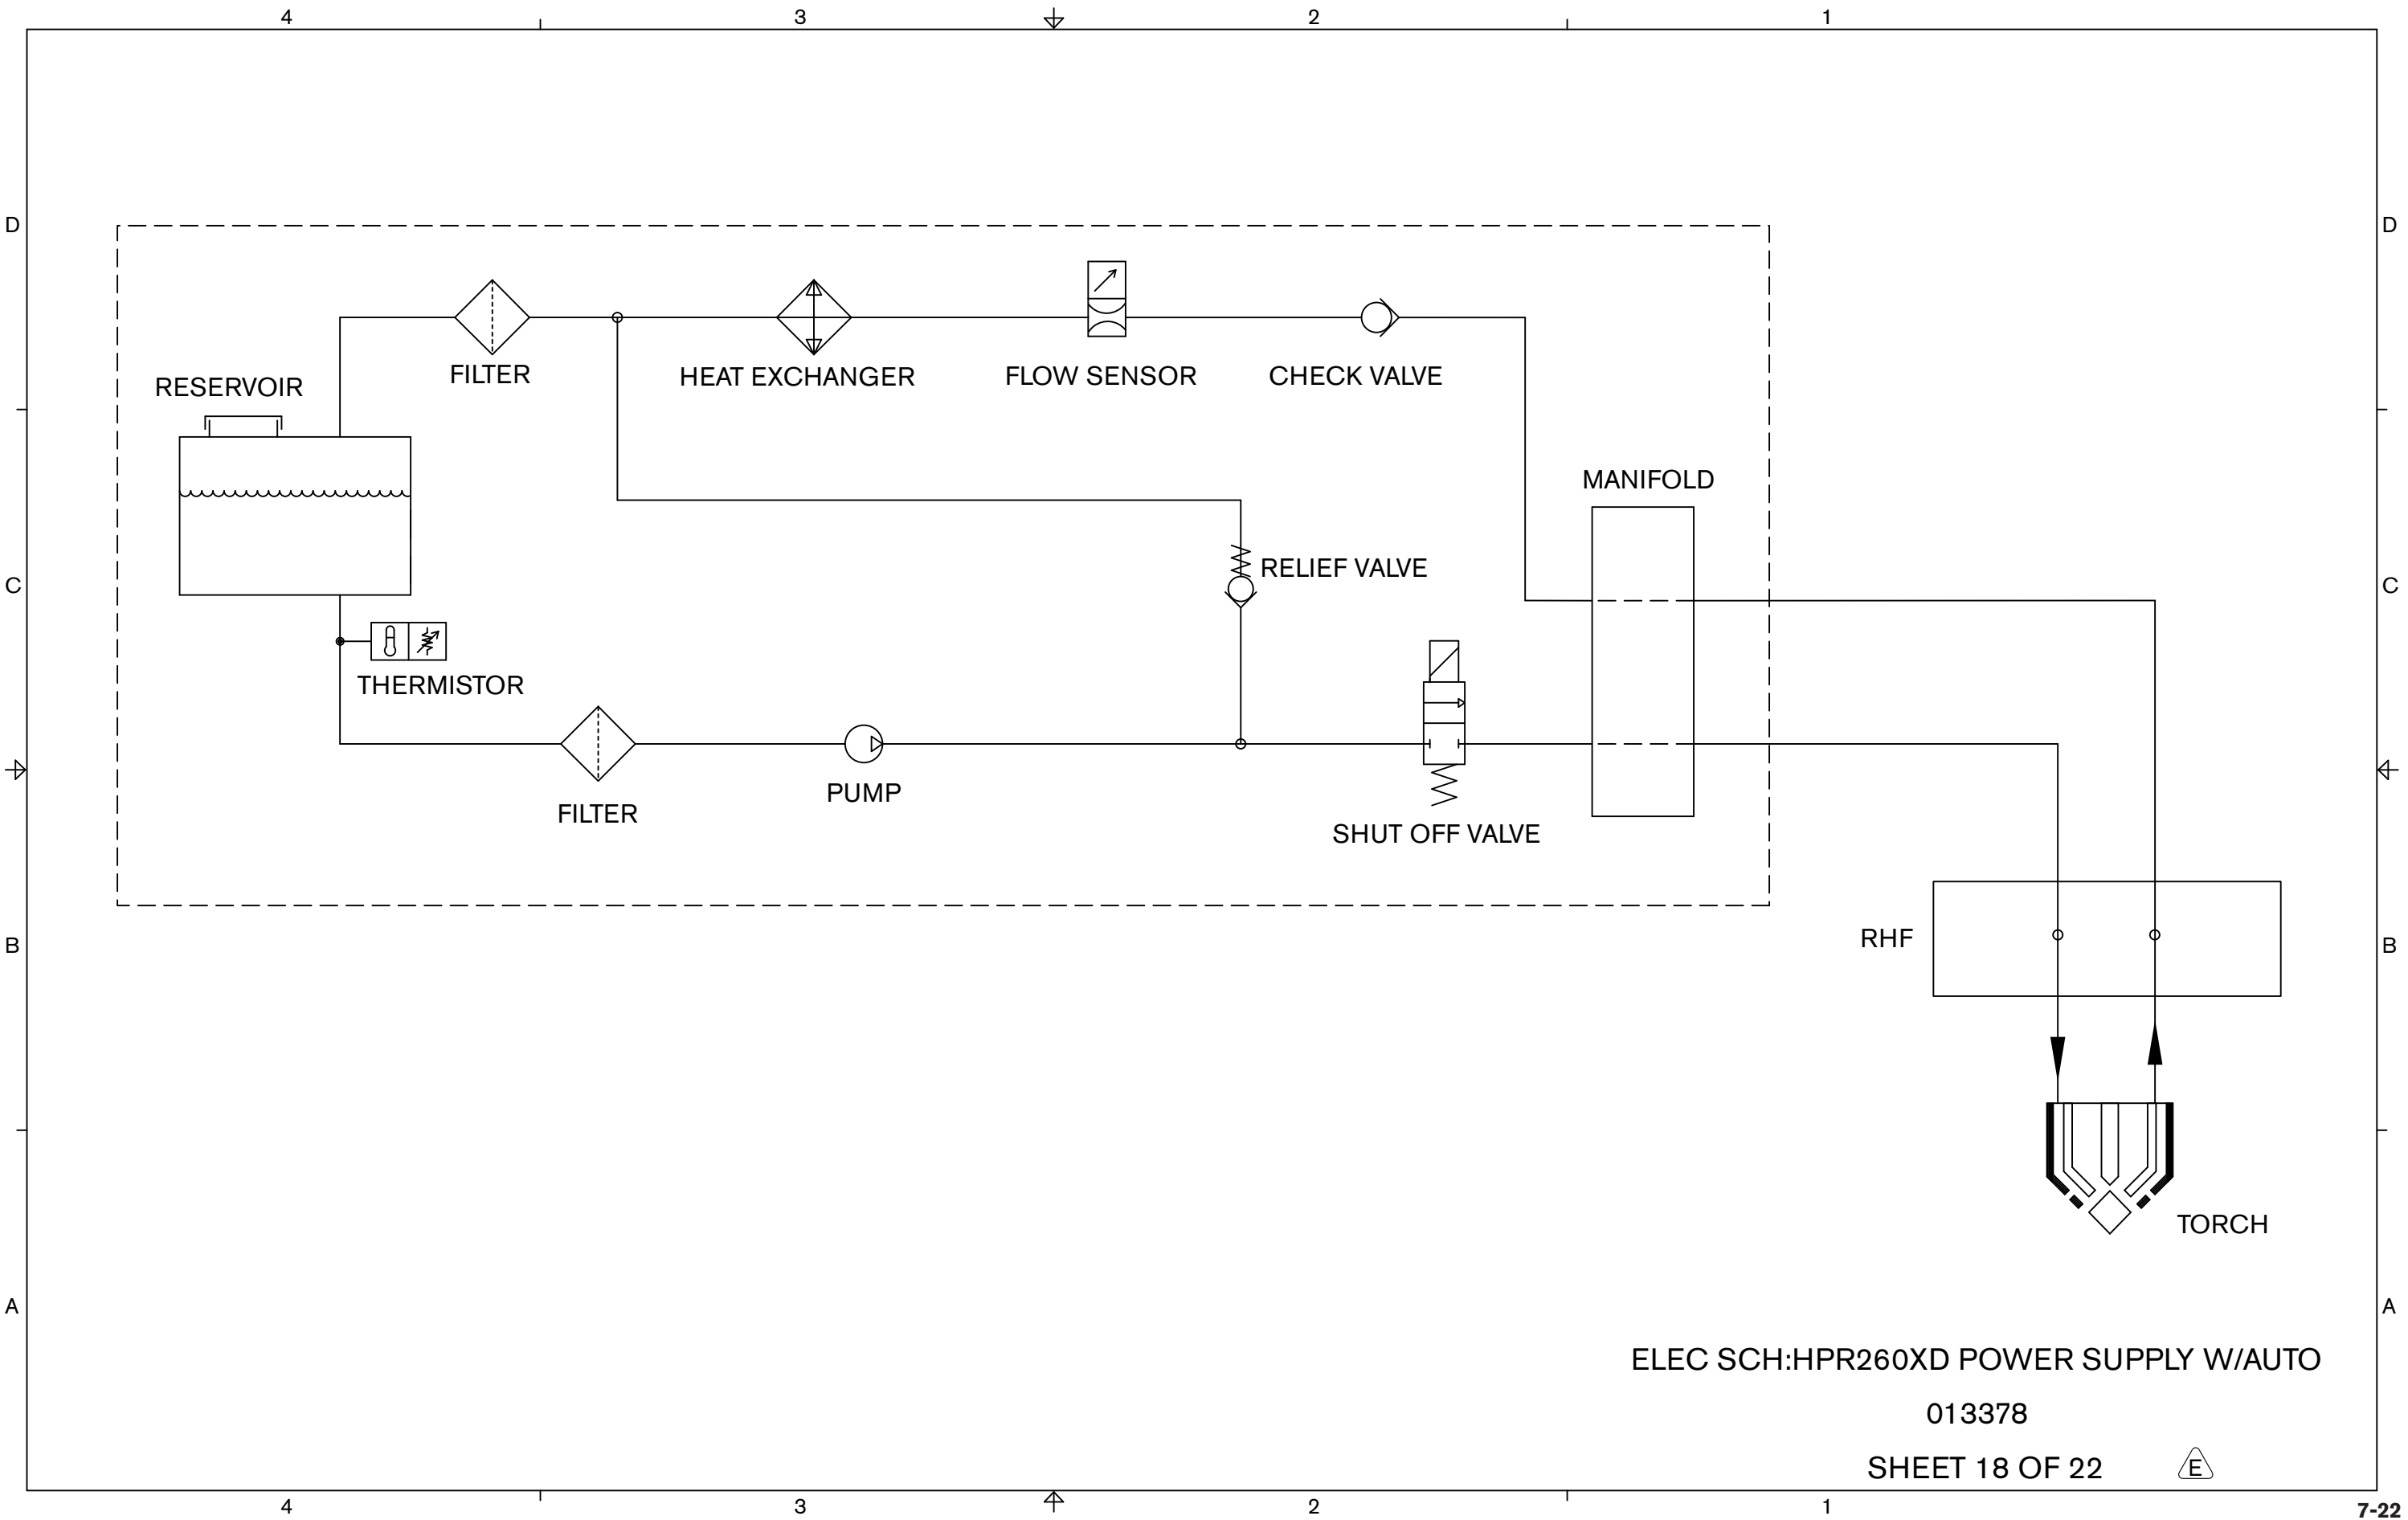 4 3 2 1
D D
FILTER
HEAT EXCHANGER
FLOW SENSOR
CHECK VALVE
RESERVOIR
MANIFOLD
RELIEF VALVE
C C
THERMISTOR
PUMP
FILTER
SHUT OFF VALVE
RHF
B B
TORCH
A A
ELEC SCH:HPR260XD POWER SUPPLY W/AUTO
013378
SHEET 18 OF 22 E
4 3 2 1
7-22